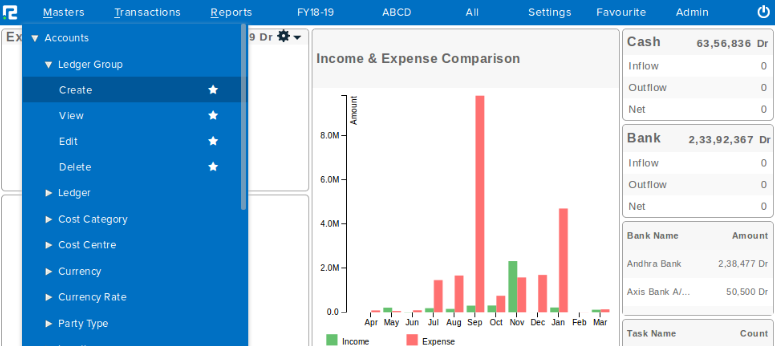 Masters Transactions Reports FY18-19 ABCD All Settings Favourite Admin
Accounts
Ledger Group
Create
View
Edit
Delete
Ledger
Cost Category
Cost Centre
Currency
Currency Rate
Party Type
Ex
9 Dr
Income & Expense Comparison
Amount
8.0M
6.0M
4.0M
2.0M
0.0
Apr May Jun Jul Aug Sep Oct Nov Dec Jan Feb Mar
Income Expense
Cash 63,56,836 Dr
Inflow 0
Outflow 0
Net 0
Bank 2,33,92,367 Dr
Inflow 0
Outflow 0
Net 0
Bank Name Amount
Andhra Bank 2,38,477 Dr
Axis Bank A/... 50,500 Dr
Task Name Count